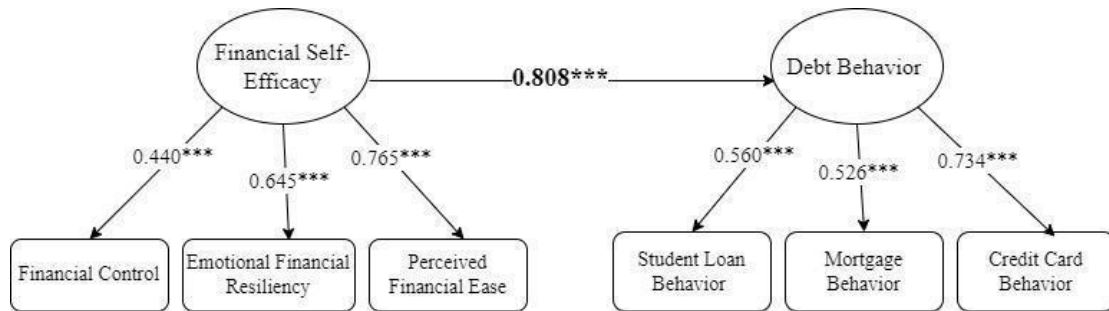 Financial Self-
Efficacy
0.808***
Debt Behavior
0.440***
0.645***
0.765***
0.560***
0.526***
0.734***
Financial Control
Emotional Financial
Resiliency
Perceived
Financial Ease
Student Loan
Behavior
Mortgage
Behavior
Credit Card
Behavior